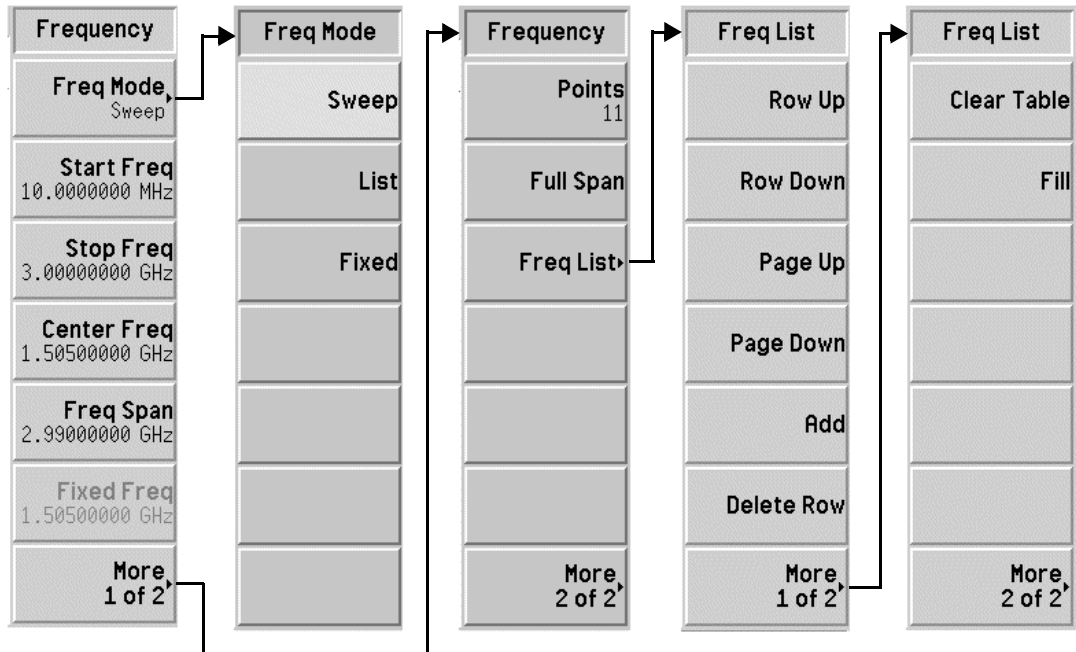 Frequency
Freq Mode
Sweep
Start Freq
10.0000000 MHz
Stop Freq
3.00000000 GHz
Center Freq
1.50500000 GHz
Freq Span
2.99000000 GHz
Fixed Freq
1.50500000 GHz
More
1 of 2
Freq Mode
Sweep
List
Fixed
Frequency
Points
11
Full Span
Freq List
More
2 of 2
Freq List
Row Up
Row Down
Page Up
Page Down
Add
Delete Row
More
1 of 2
Freq List
Clear Table
Fill
More
2 of 2